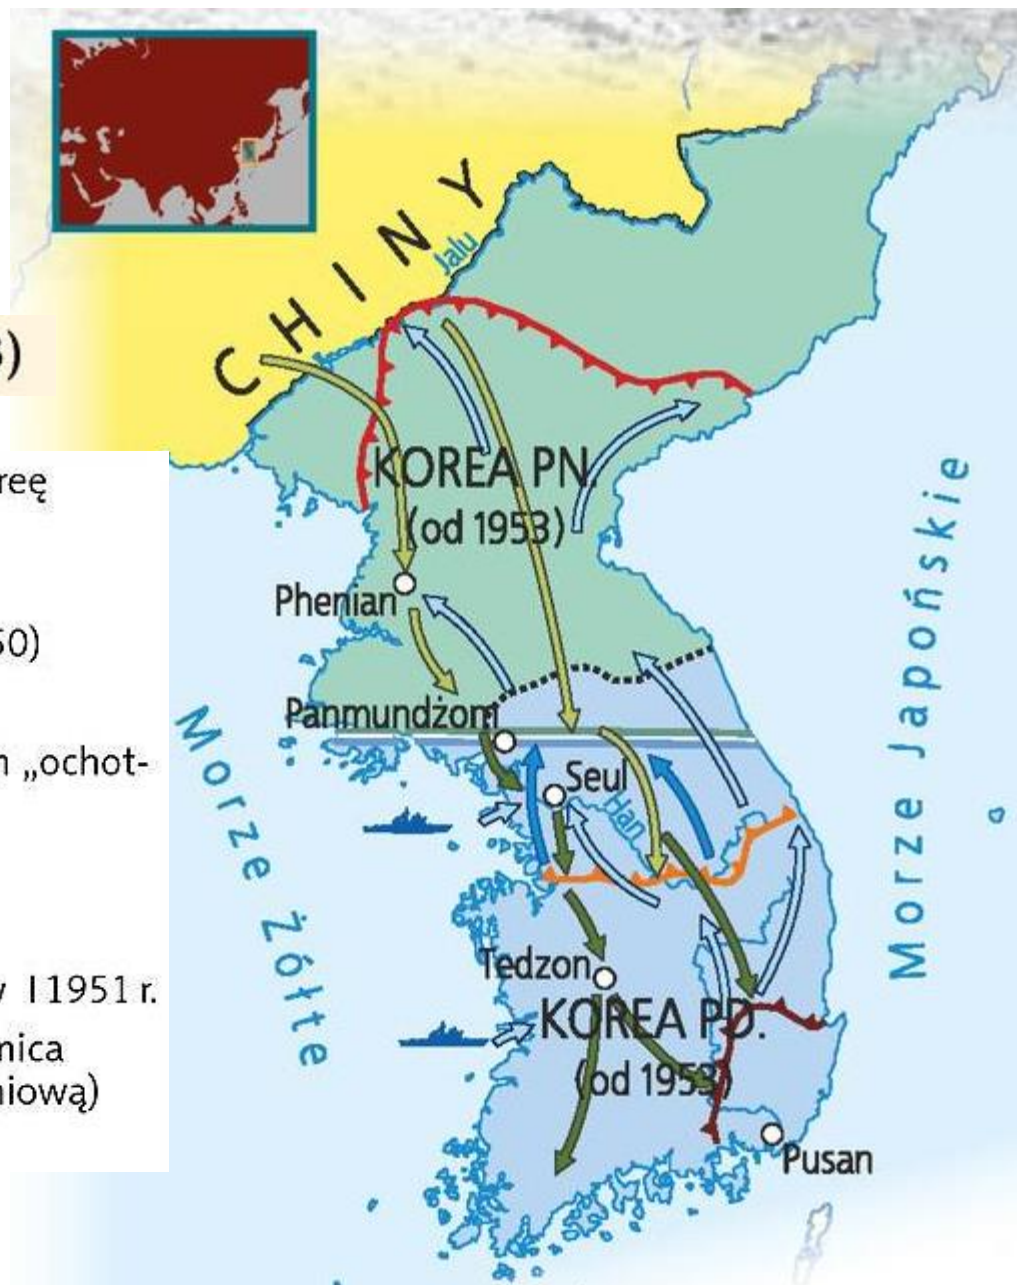 CHINY
Jalu
3)
KOREA PN.
(od 1953)
reę
Phenian
50)
Panmundżom
n „ochot-
Seul
Han
Morze Japońskie
Morze Żółte
Tedzon
I 1951 r.
KOREA PD.
nica
(od 1953)
niową)
Pusan